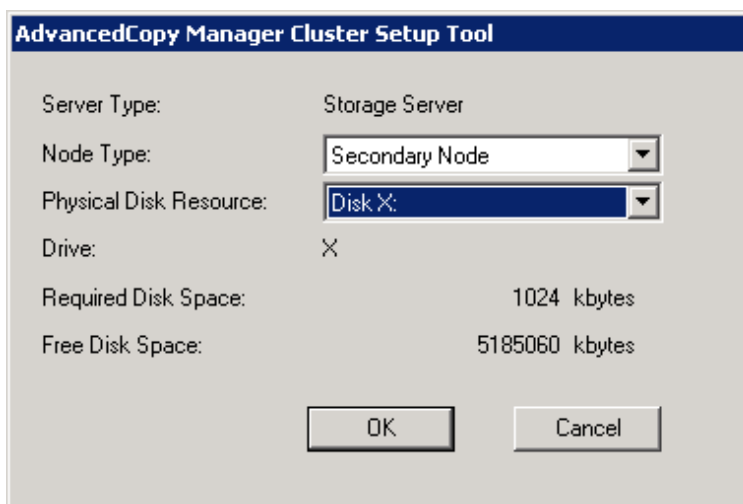 AdvancedCopy Manager Cluster Setup Tool
Server Type: Storage Server
Node Type: Secondary Node
Physical Disk Resource: Disk X:
Drive: X
Required Disk Space: 1024 kbytes
Free Disk Space: 5185060 kbytes
OK Cancel